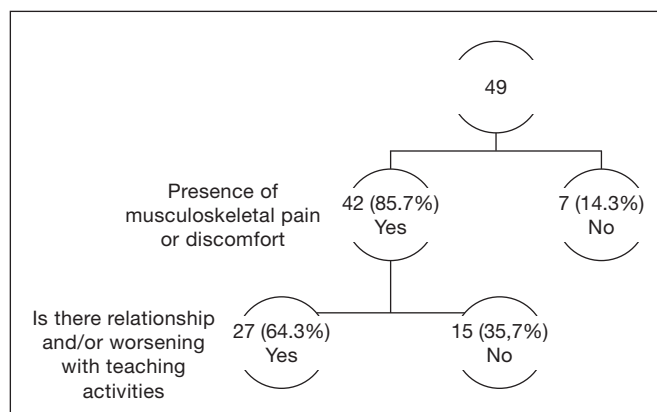 49
Presence of
musculoskeletal pain
or discomfort
42 (85.7%)
Yes
7 (14.3%)
No
Is there relationship
and/or worsening
with teaching
activities
27 (64.3%)
Yes
15 (35,7%)
No